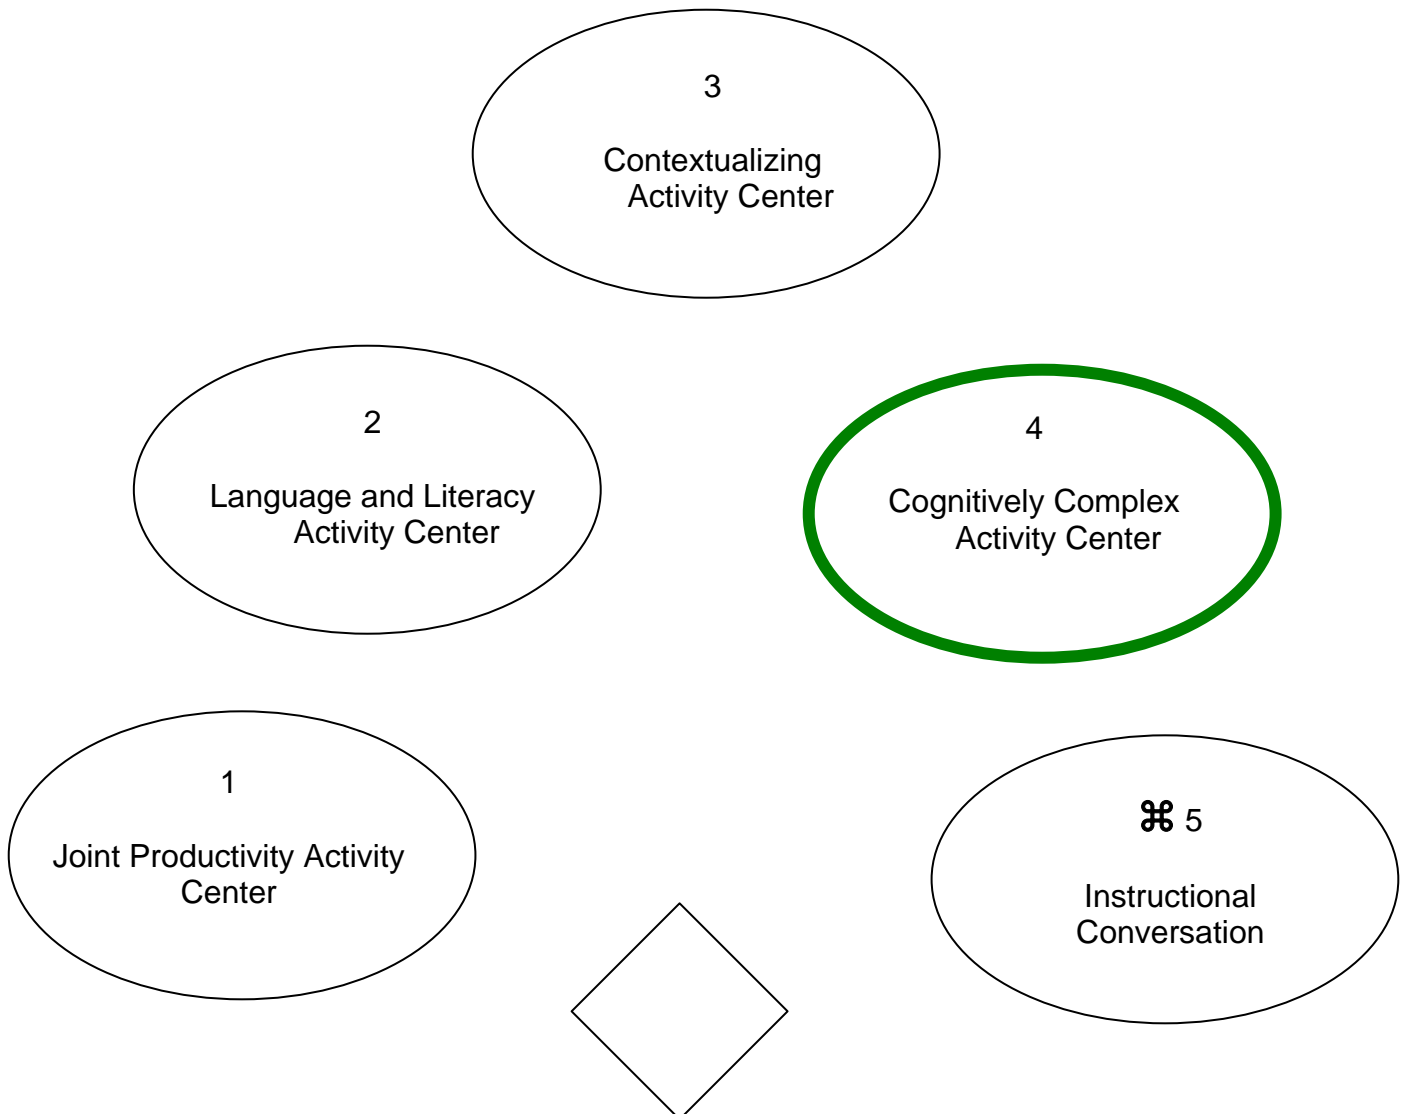 3
Contextualizing
Activity Center
2
Language and Literacy
Activity Center
4
Cognitively Complex
Activity Center
1
Joint Productivity Activity
Center
⌘ 5
Instructional
Conversation